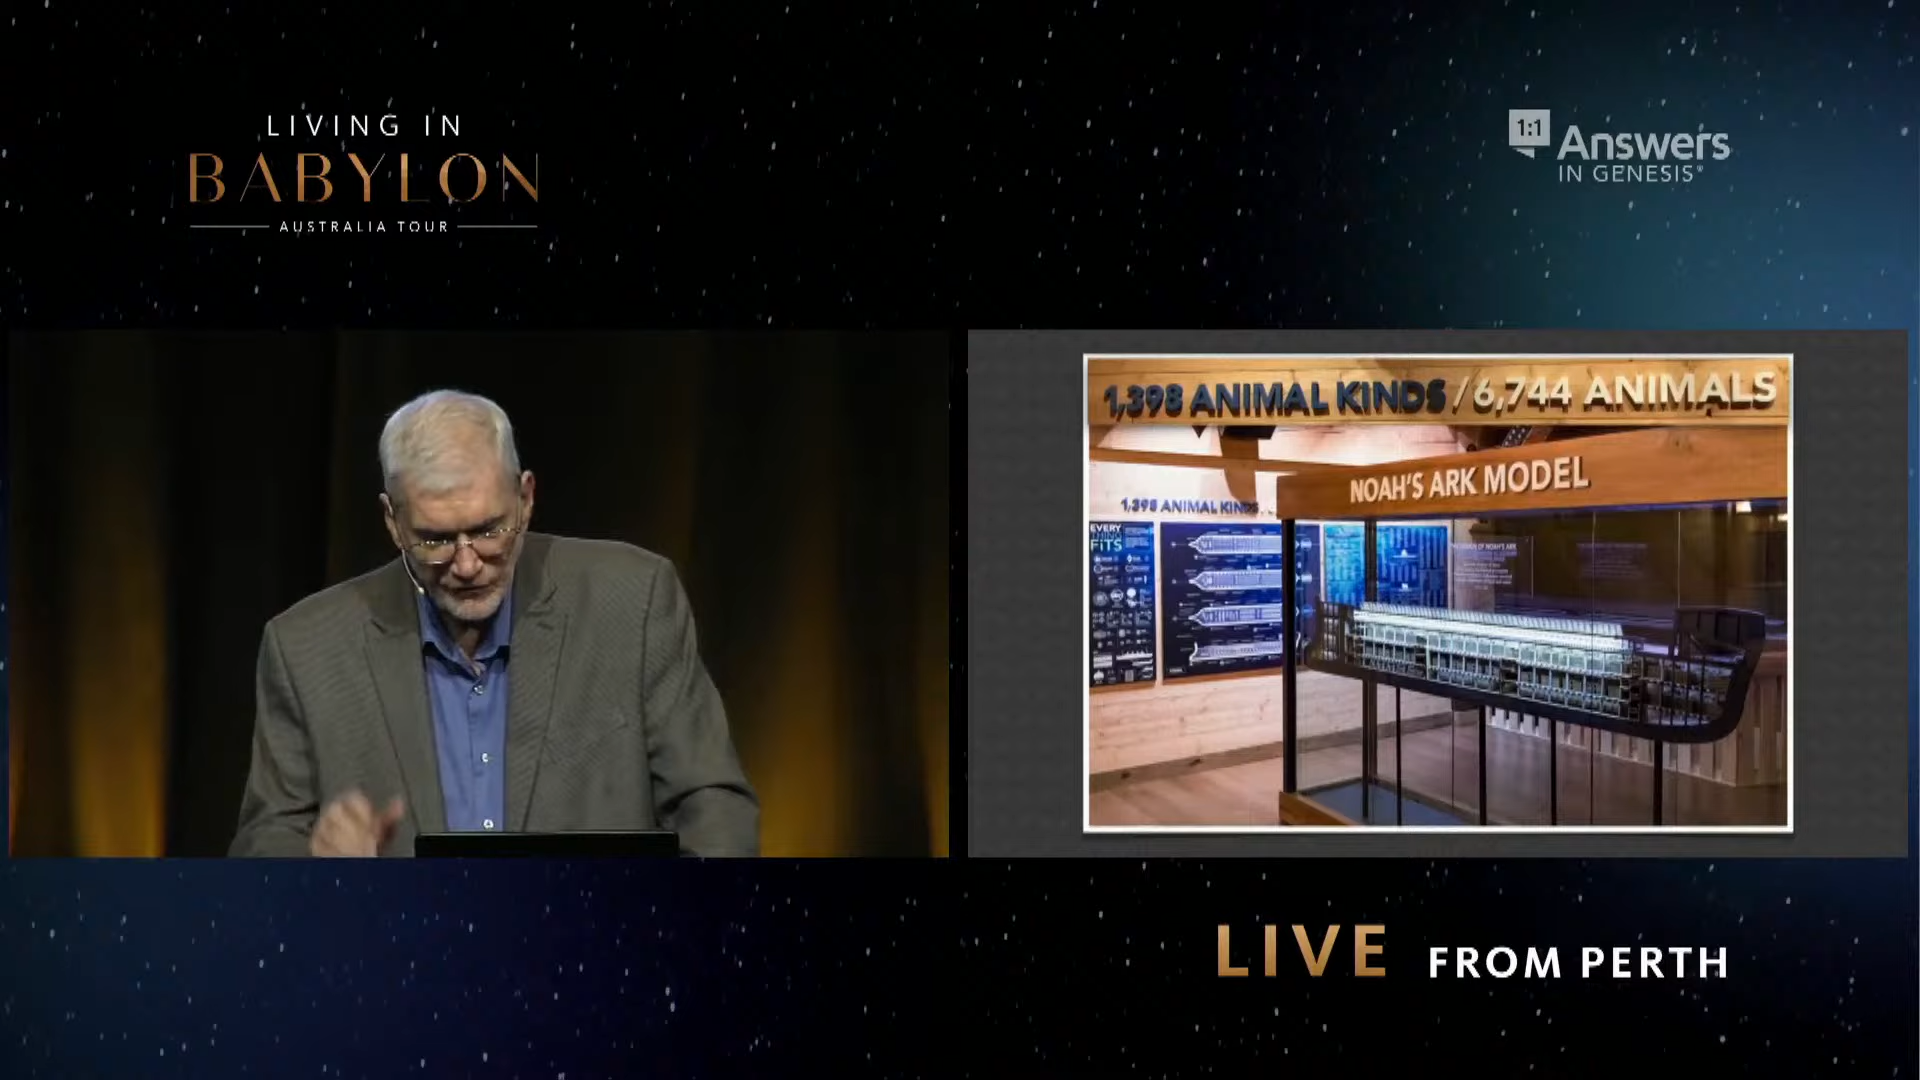 LIVING IN
BABYLON
AUSTRALIA TOUR
1:1
Answers
IN GENESIS®
1,398 ANIMAL KINDS / 6,744 ANIMALS
NOAH'S ARK MODEL
1,398 ANIMAL KINDS
EVERY
THING
FITS
LIVE FROM PERTH